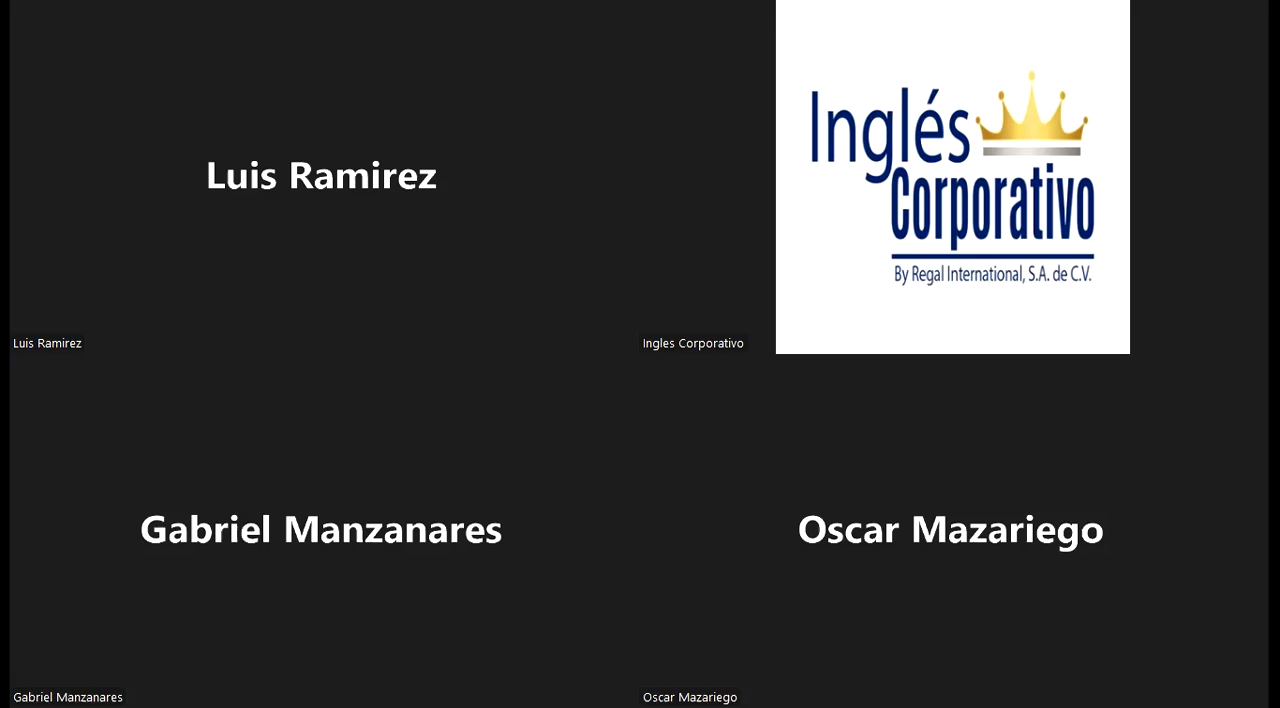 Luis Ramirez
Luis Ramirez
Inglés
Corporativo
By Regal International, S.A. de C.V.
Ingles Corporativo
Gabriel Manzanares
Gabriel Manzanares
Oscar Mazariego
Oscar Mazariego